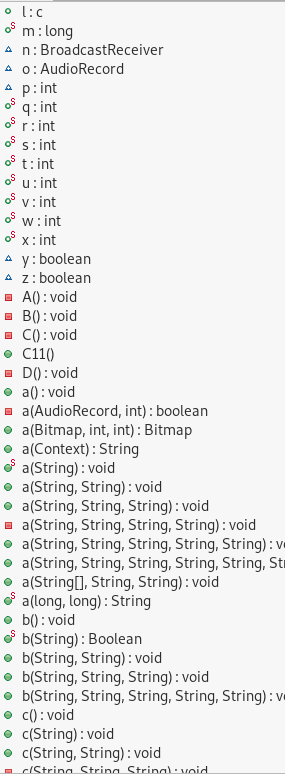 l : c
m : long
n : BroadcastReceiver
o : AudioRecord
p : int
q : int
r : int
s : int
t : int
u : int
v : int
w : int
x : int
y : boolean
z : boolean
A() : void
B() : void
C() : void
C11()
D() : void
a() : void
a(AudioRecord, int) : boolean
a(Bitmap, int, int) : Bitmap
a(Context) : String
a(String) : void
a(String, String) : void
a(String, String, String) : void
a(String, String, String, String) : void
a(String, String, String, String, String) : v
a(String, String, String, String, String, St
a(String[], String, String) : void
a(long, long) : String
b() : void
b(String) : Boolean
b(String, String) : void
b(String, String, String) : void
b(String, String, String, String, String) : v
c() : void
c(String) : void
c(String, String) : void
c(String, String, String) : void